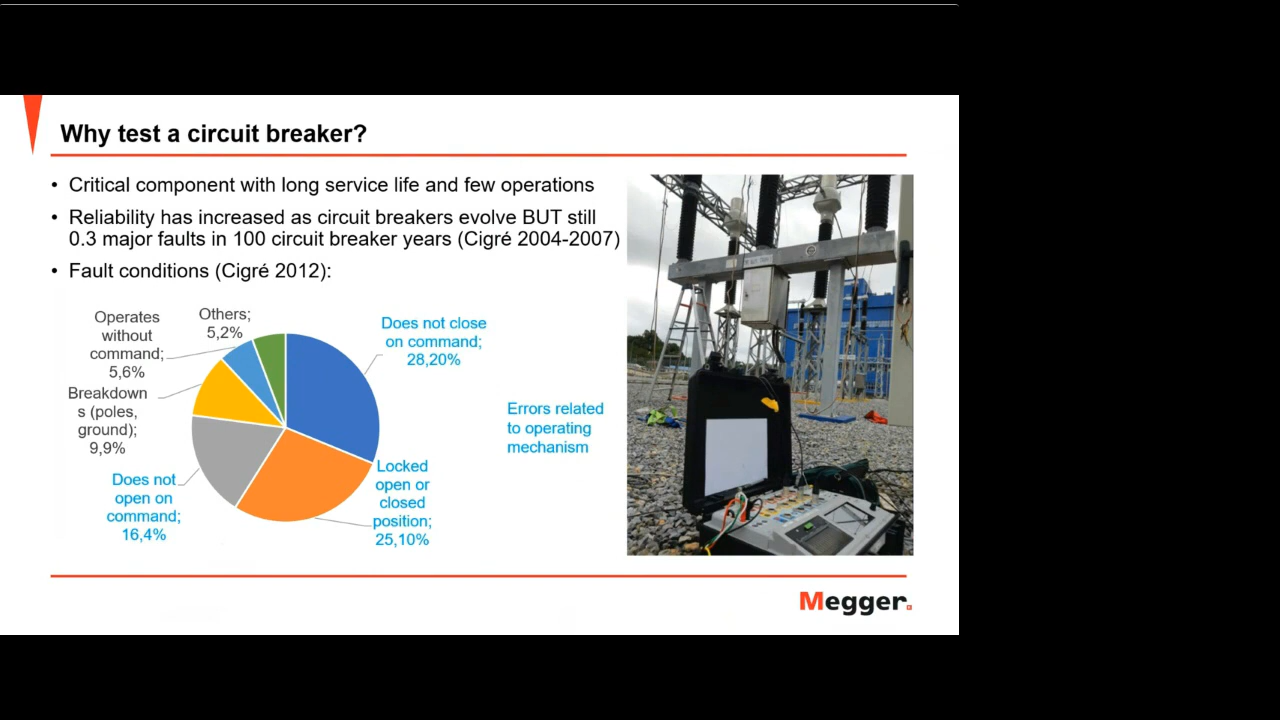 Why test a circuit breaker?
• Critical component with long service life and few operations
• Reliability has increased as circuit breakers evolve BUT still
0.3 major faults in 100 circuit breaker years (Cigré 2004-2007)
• Fault conditions (Cigré 2012):
Operates
without
command;
5,6%
Others;
5,2%
Does not close
on command;
28,20%
Breakdown
s (poles,
ground);
9,9%
Errors related
to operating
mechanism
Does not
open on
command;
16,4%
Locked
open or
closed
position;
25,10%
Megger